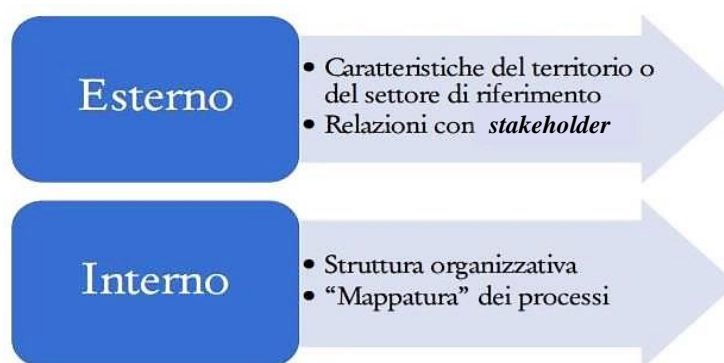 Esterno
• Caratteristiche del territorio o
del settore di riferimento
• Relazioni con stakeholder
Interno
• Struttura organizzativa
• “Mappatura” dei processi